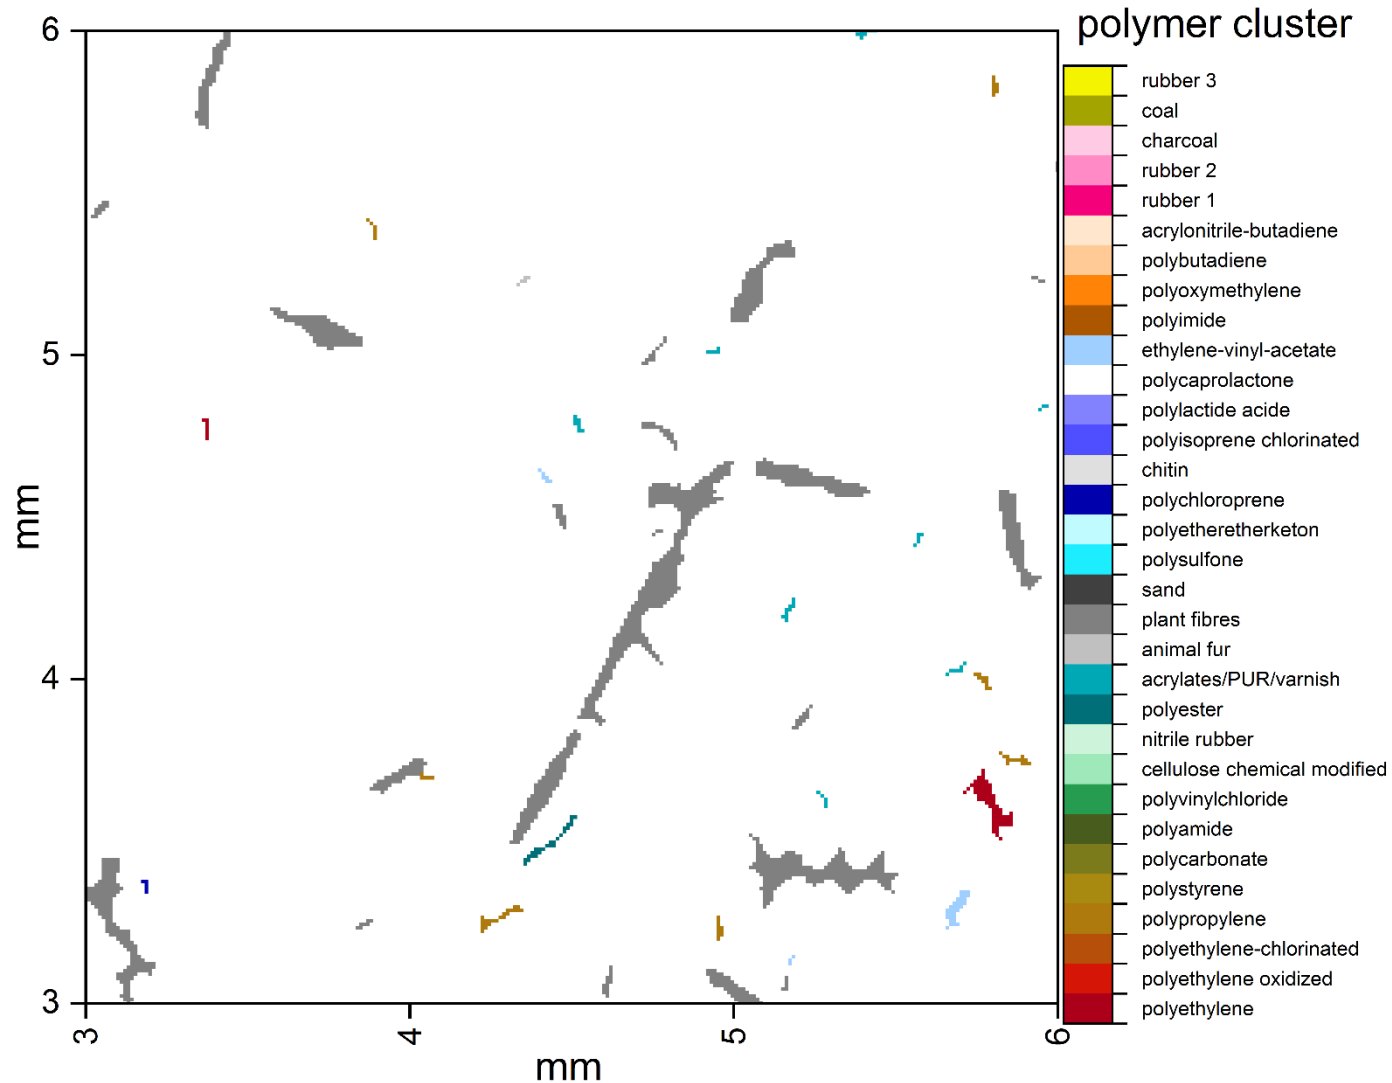 polymer cluster
6
5
4
3
mm
3
4
5
6
mm
rubber 3
coal
charcoal
rubber 2
rubber 1
acrylonitrile-butadiene
polybutadiene
polyoxymethylene
polyimide
ethylene-vinyl-acetate
polycaprolactone
polylactide acide
polyisoprene chlorinated
chitin
polychloroprene
polyetheretherketon
polysulfone
sand
plant fibres
animal fur
acrylates/PUR/varnish
polyester
nitrile rubber
cellulose chemical modified
polyvinylchloride
polyamide
polycarbonate
polystyrene
polypropylene
polyethylene-chlorinated
polyethylene oxidized
polyethylene